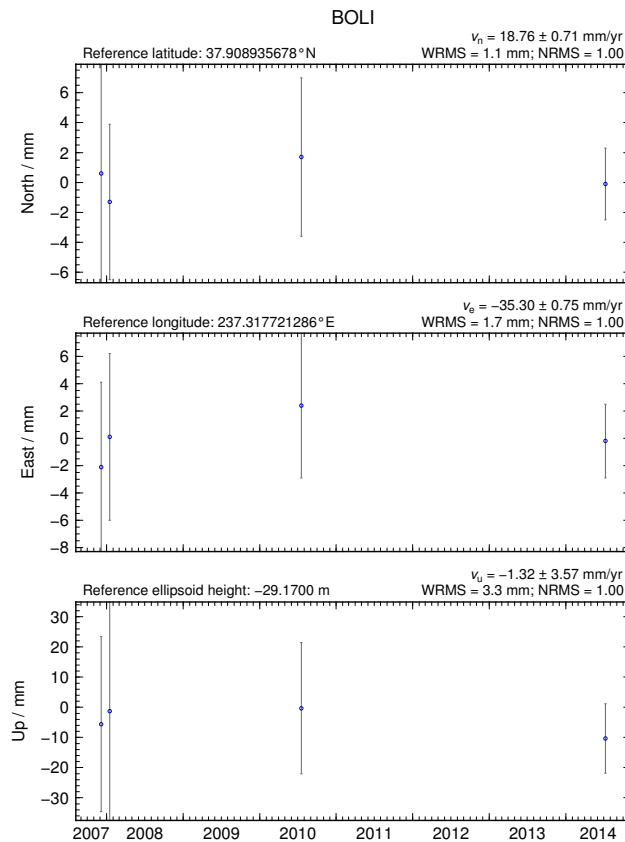 BOLI
vn = 18.76 ± 0.71 mm/yr
Reference latitude: 37.908935678°N WRMS = 1.1 mm; NRMS = 1.00
6
4
2
0
−2
−4
−6
North / mm
ve = −35.30 ± 0.75 mm/yr
Reference longitude: 237.317721286°E WRMS = 1.7 mm; NRMS = 1.00
6
4
2
0
−2
−4
−6
−8
East / mm
vu = −1.32 ± 3.57 mm/yr
Reference ellipsoid height: −29.1700 m WRMS = 3.3 mm; NRMS = 1.00
30
20
10
0
−10
−20
−30
Up / mm
2007 2008 2009 2010 2011 2012 2013 2014